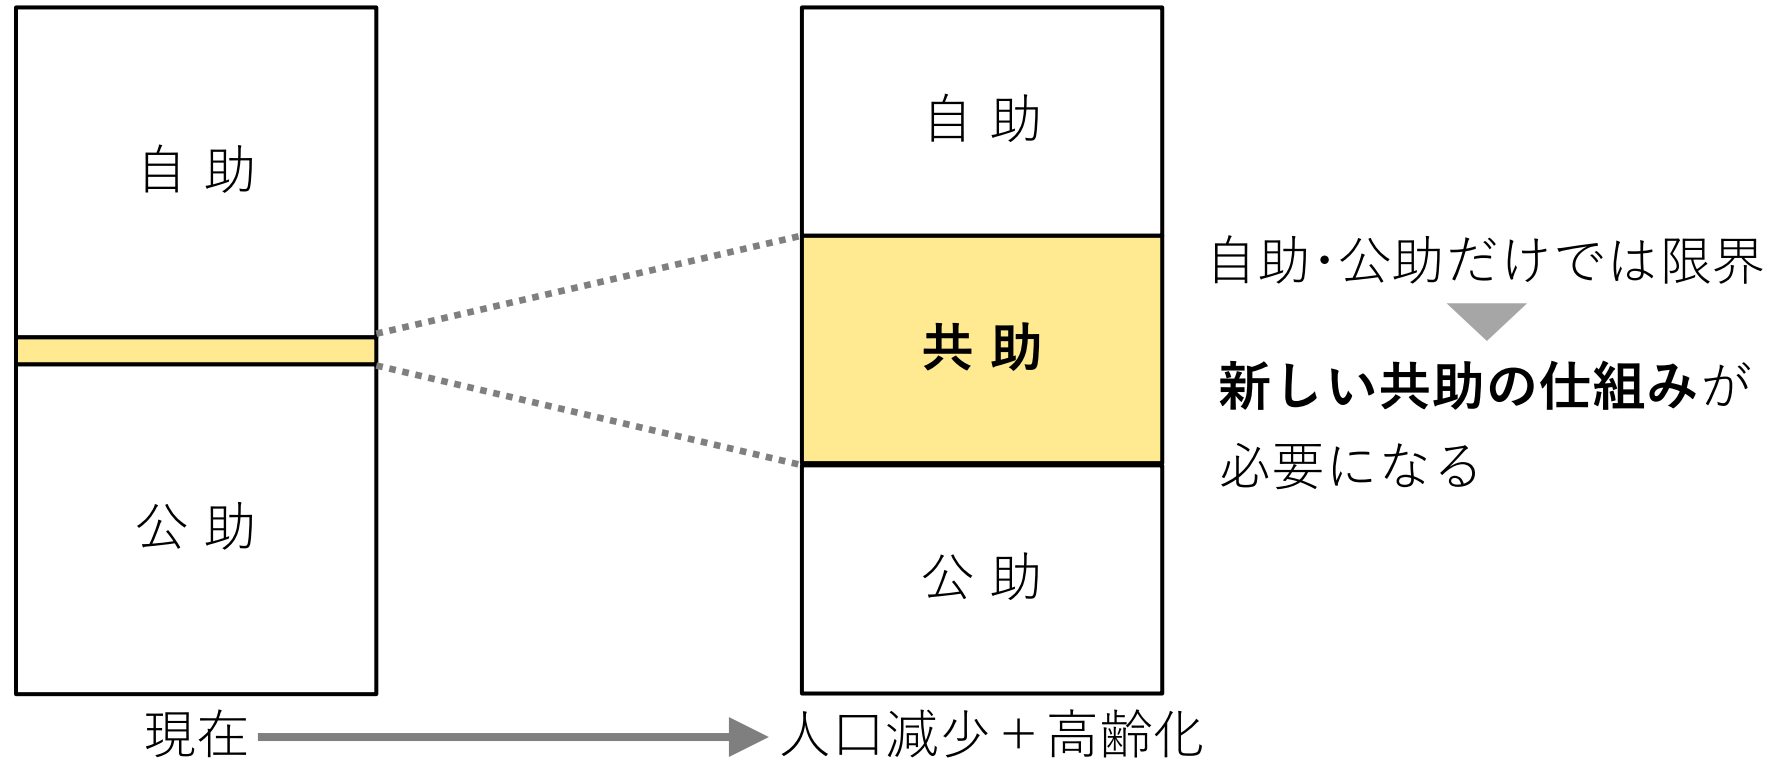 自助
公助
現在
自助
共助
公助
人口減少+高齢化
自助・公助だけでは限界
新しい共助の仕組みが
必要になる